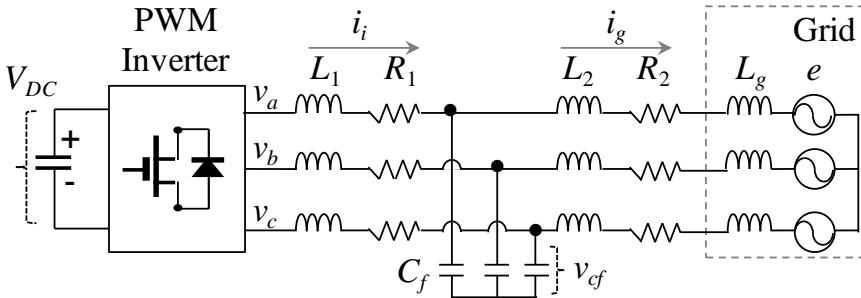 PWM
Inverter
V_DC
+
-
v_a
v_b
v_c
i_i
L_1 R_1
i_g
L_2 R_2
Grid
L_g e
C_f
v_cf